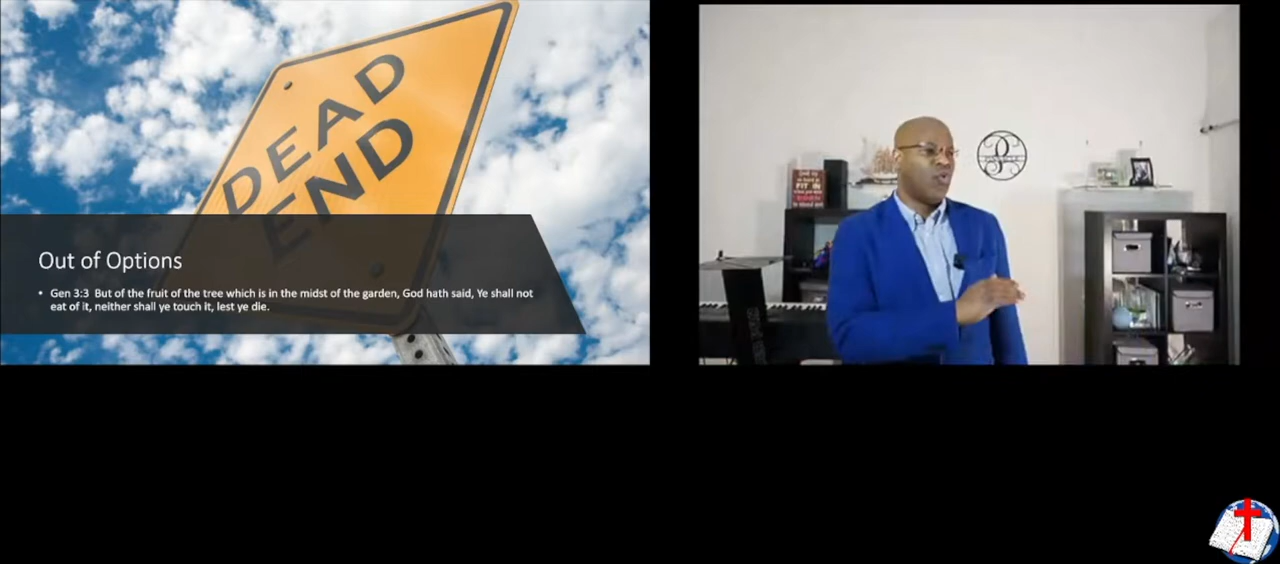 DEAD
END
Out of Options
• Gen 3:3 But of the fruit of the tree which is in the midst of the garden, God hath said, Ye shall not
eat of it, neither shall ye touch it, lest ye die.
FIT IN